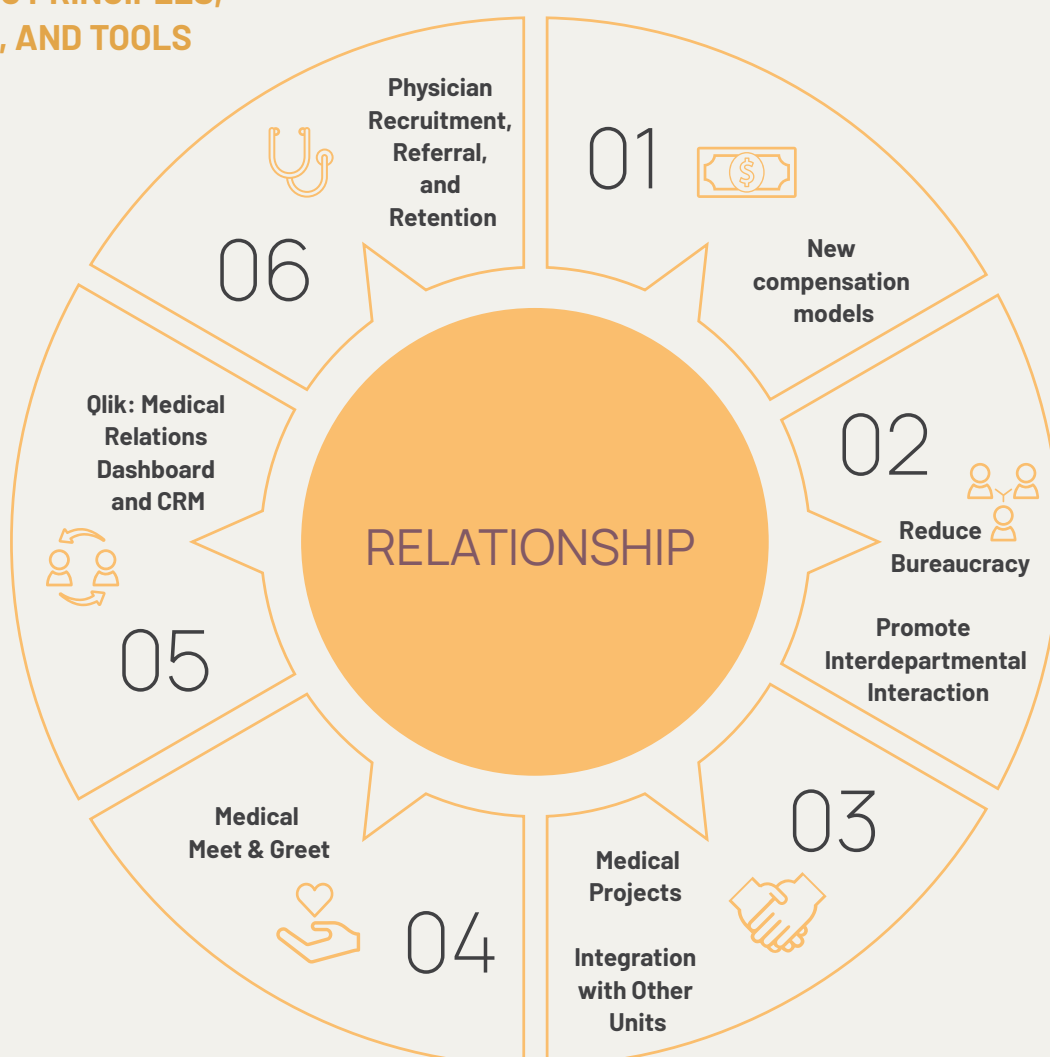 , AND TOOLS
01
New
compensation
models
02
Reduce
Bureaucracy
Promote
Interdepartmental
Interaction
03
Medical
Projects
Integration
with Other
Units
04
Medical
Meet & Greet
05
Qlik: Medical
Relations
Dashboard
and CRM
06
Physician
Recruitment,
Referral,
and
Retention
RELATIONSHIP
$